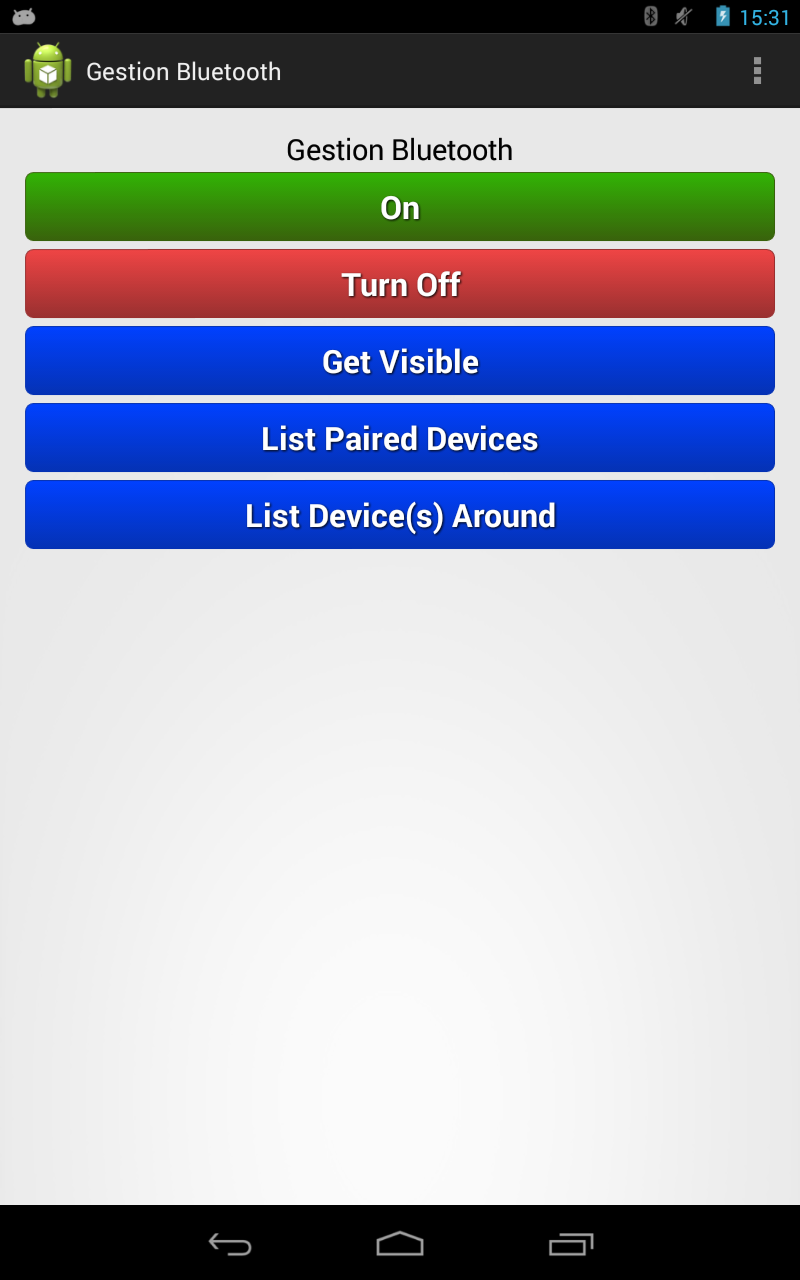 15:31
Gestion Bluetooth
Gestion Bluetooth
On
Turn Off
Get Visible
List Paired Devices
List Device(s) Around